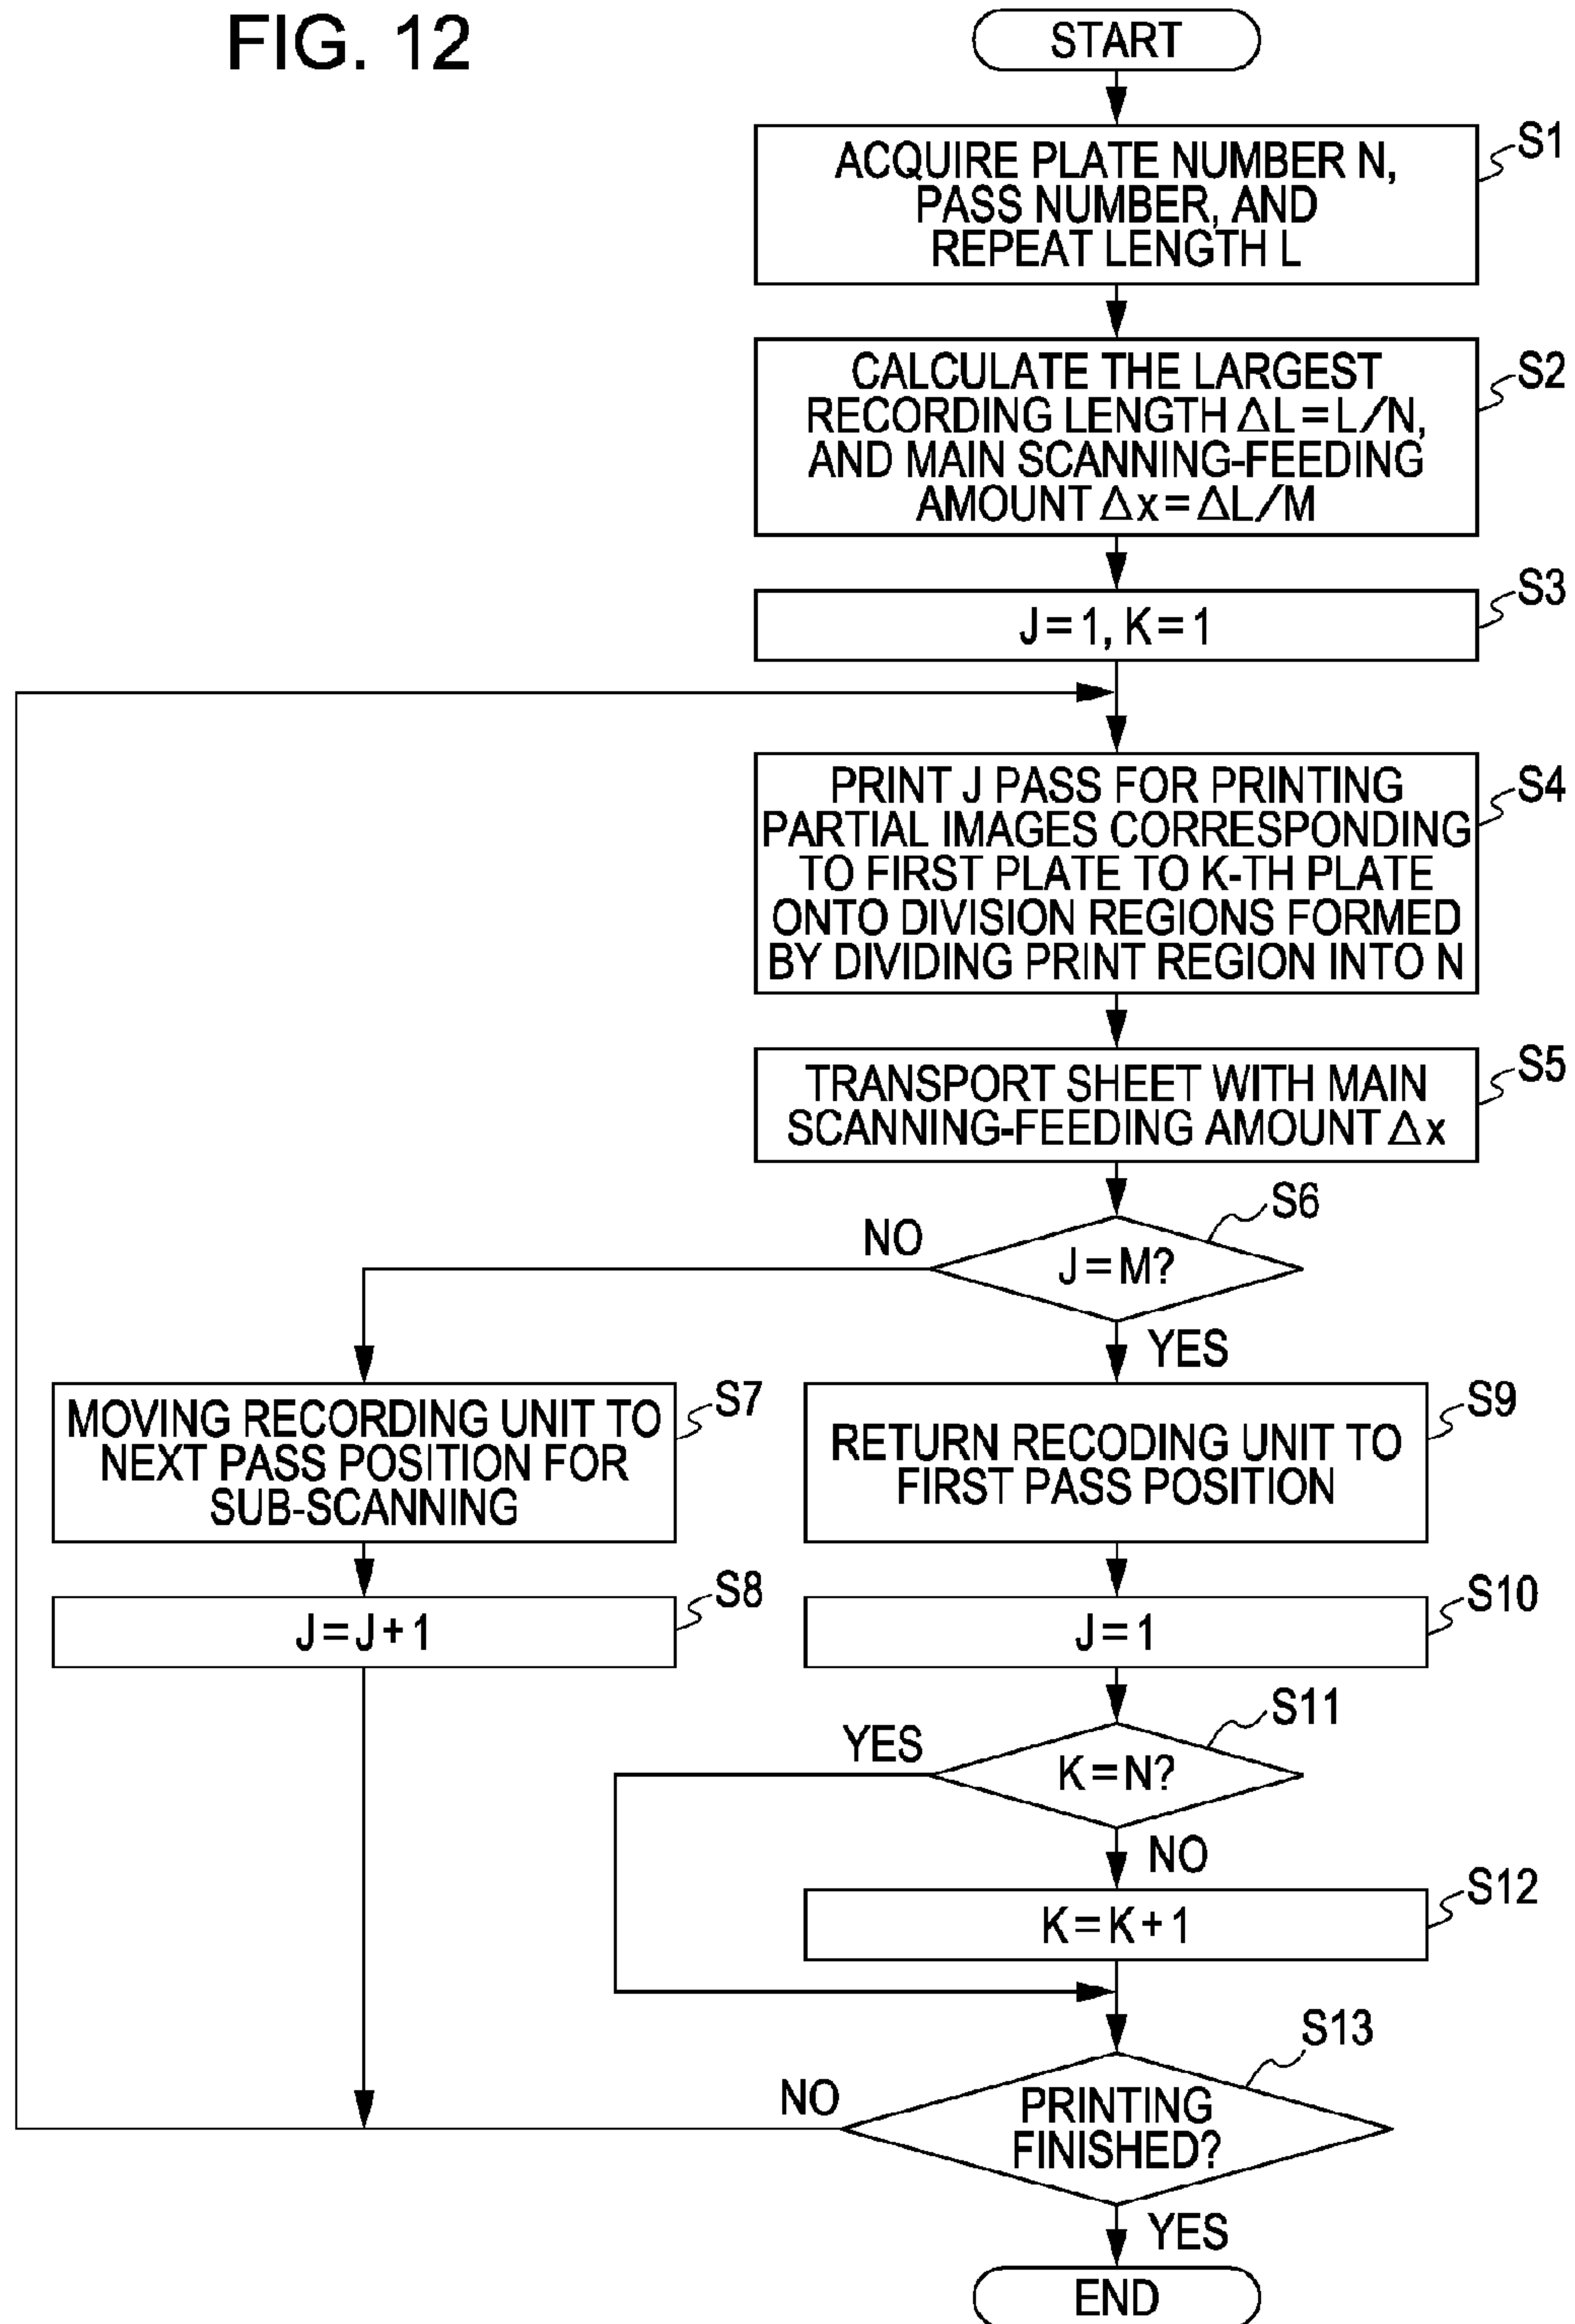 FIG. 12
START
ACQUIRE PLATE NUMBER N,
PASS NUMBER, AND
REPEAT LENGTH L
S1
CALCULATE THE LARGEST
RECORDING LENGTH ΔL=L/N,
AND MAIN SCANNING-FEEDING
AMOUNT Δx=ΔL/M
S2
J=1, K=1
S3
PRINT J PASS FOR PRINTING
PARTIAL IMAGES CORRESPONDING
TO FIRST PLATE TO K-TH PLATE
ONTO DIVISION REGIONS FORMED
BY DIVIDING PRINT REGION INTO N
S4
TRANSPORT SHEET WITH MAIN
SCANNING-FEEDING AMOUNT Δx
S5
J=M?
S6
NO
YES
MOVING RECORDING UNIT TO
NEXT PASS POSITION FOR
SUB-SCANNING
S7
RETURN RECODING UNIT TO
FIRST PASS POSITION
S9
J=J+1
S8
J=1
S10
K=N?
S11
YES
NO
K=K+1
S12
PRINTING
FINISHED?
S13
NO
YES
END